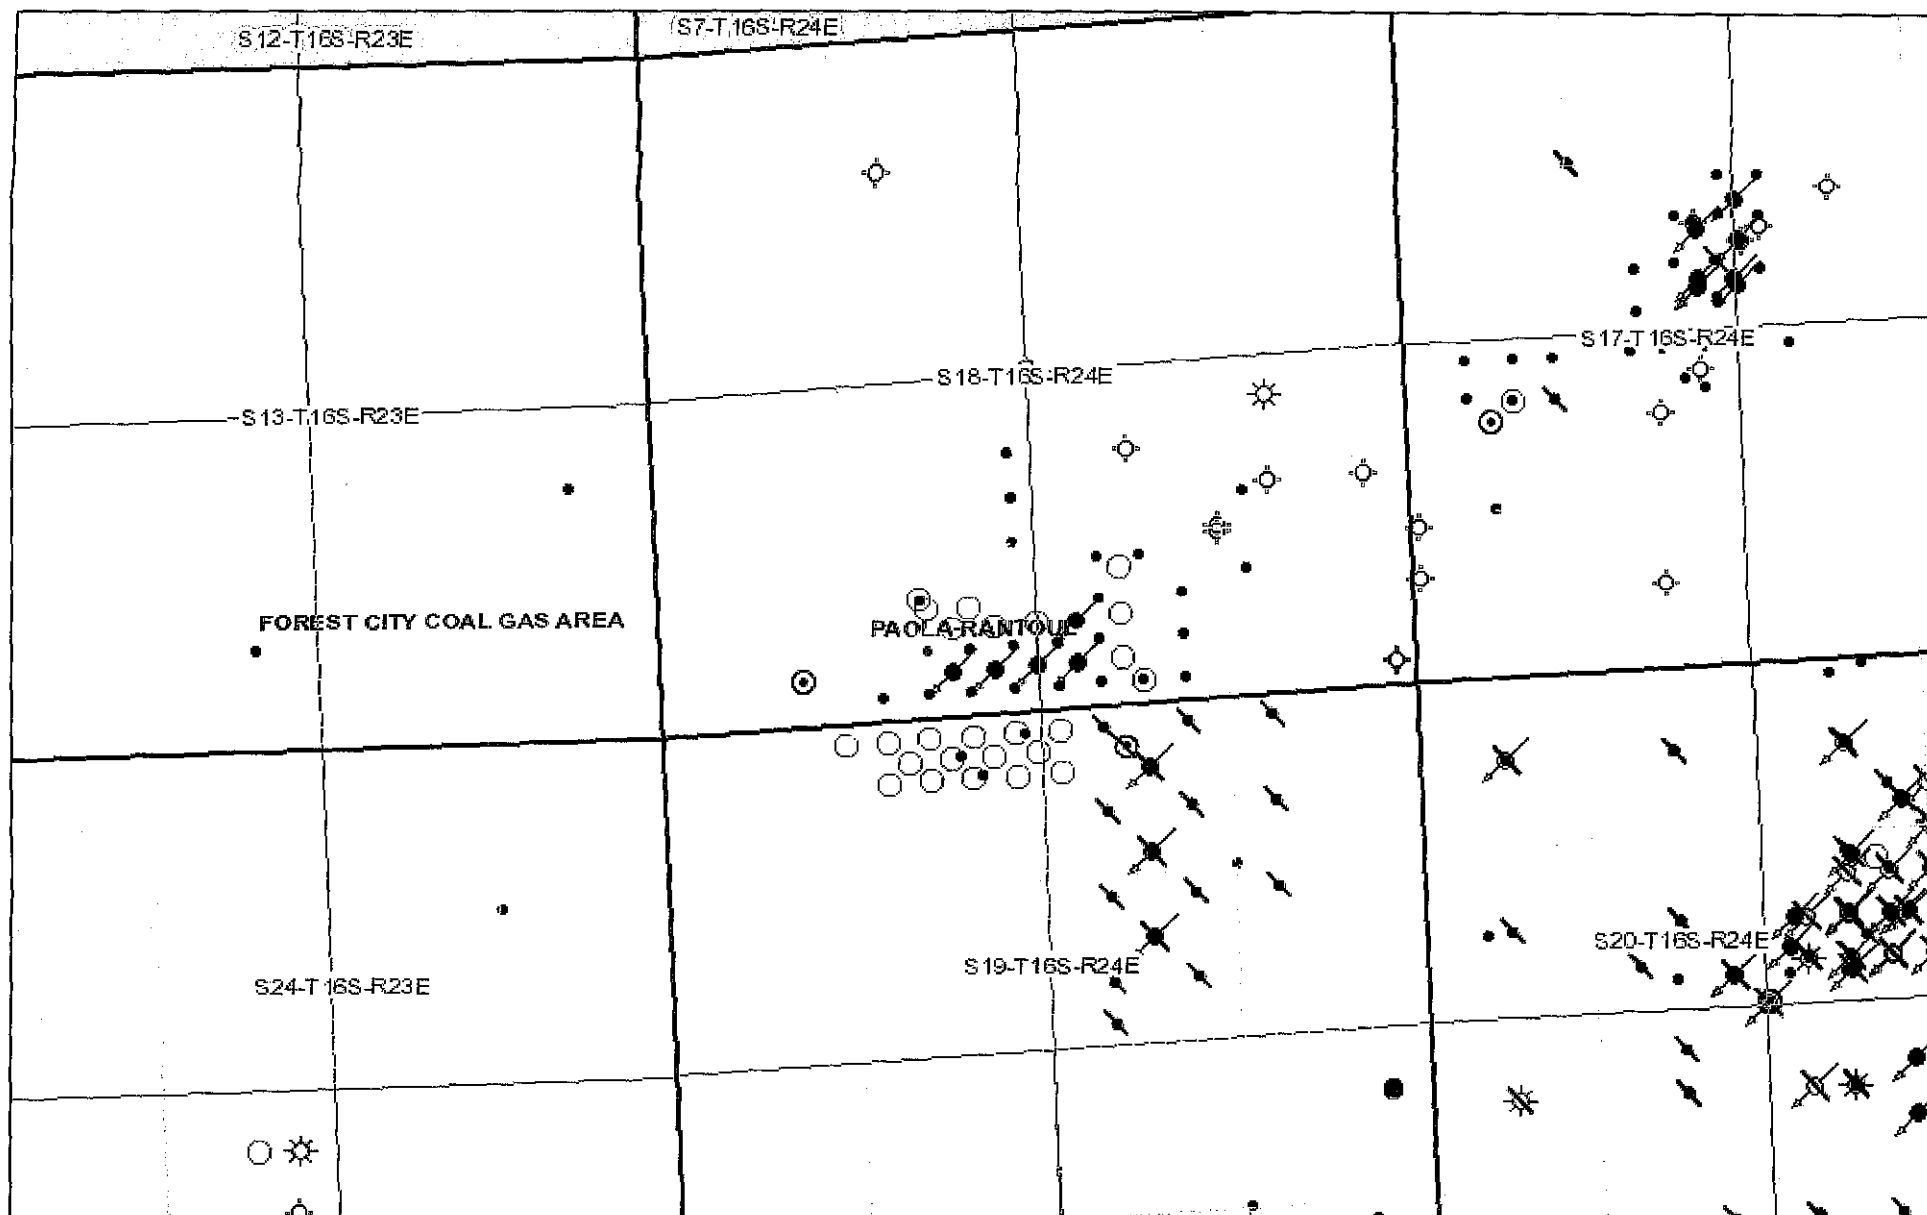 S12-T16S-R23E
S7-T16S-R24E
S17-T16S-R24E
S18-T16S-R24E
S13-T16S-R23E
FOREST CITY COAL GAS AREA
PAOLA-RANTOUL
S20-T16S-R24E
S19-T16S-R24E
S24-T16S-R23E